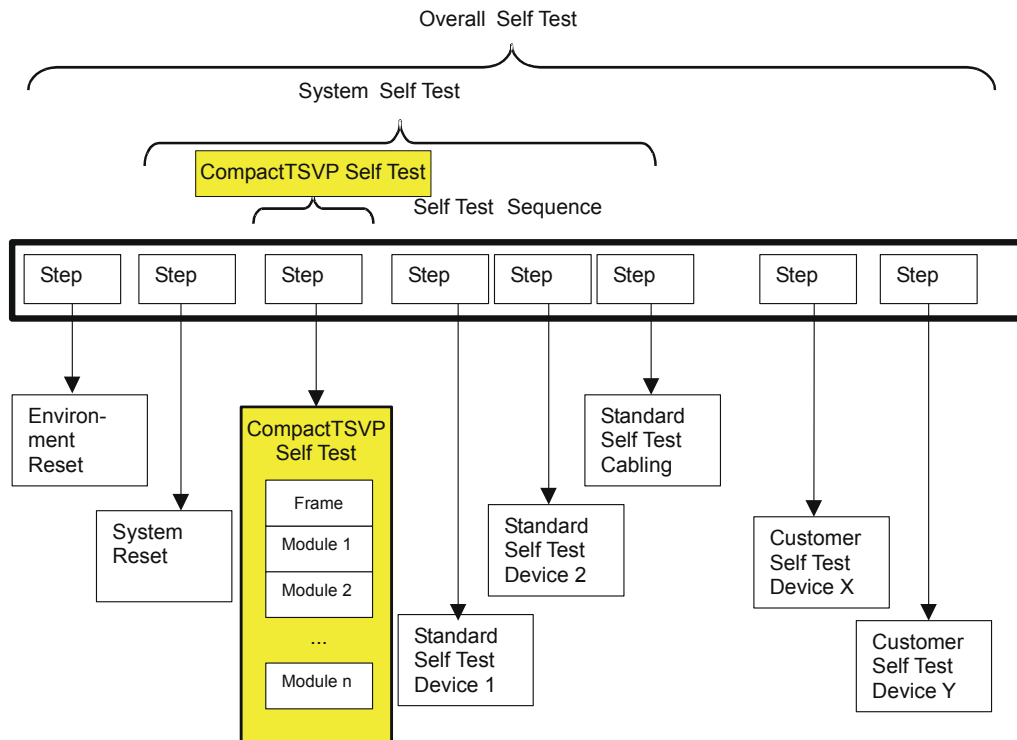 Overall Self Test
System Self Test
CompactTSVP Self Test
Self Test Sequence
Step
Step
Step
Step
Step
Step
Step
Step
Environ-
ment
Reset
System
Reset
CompactTSVP
Self Test
Frame
Module 1
Module 2
...
Module n
Standard
Self Test
Device 1
Standard
Self Test
Device 2
Standard
Self Test
Cabling
Customer
Self Test
Device X
Customer
Self Test
Device Y